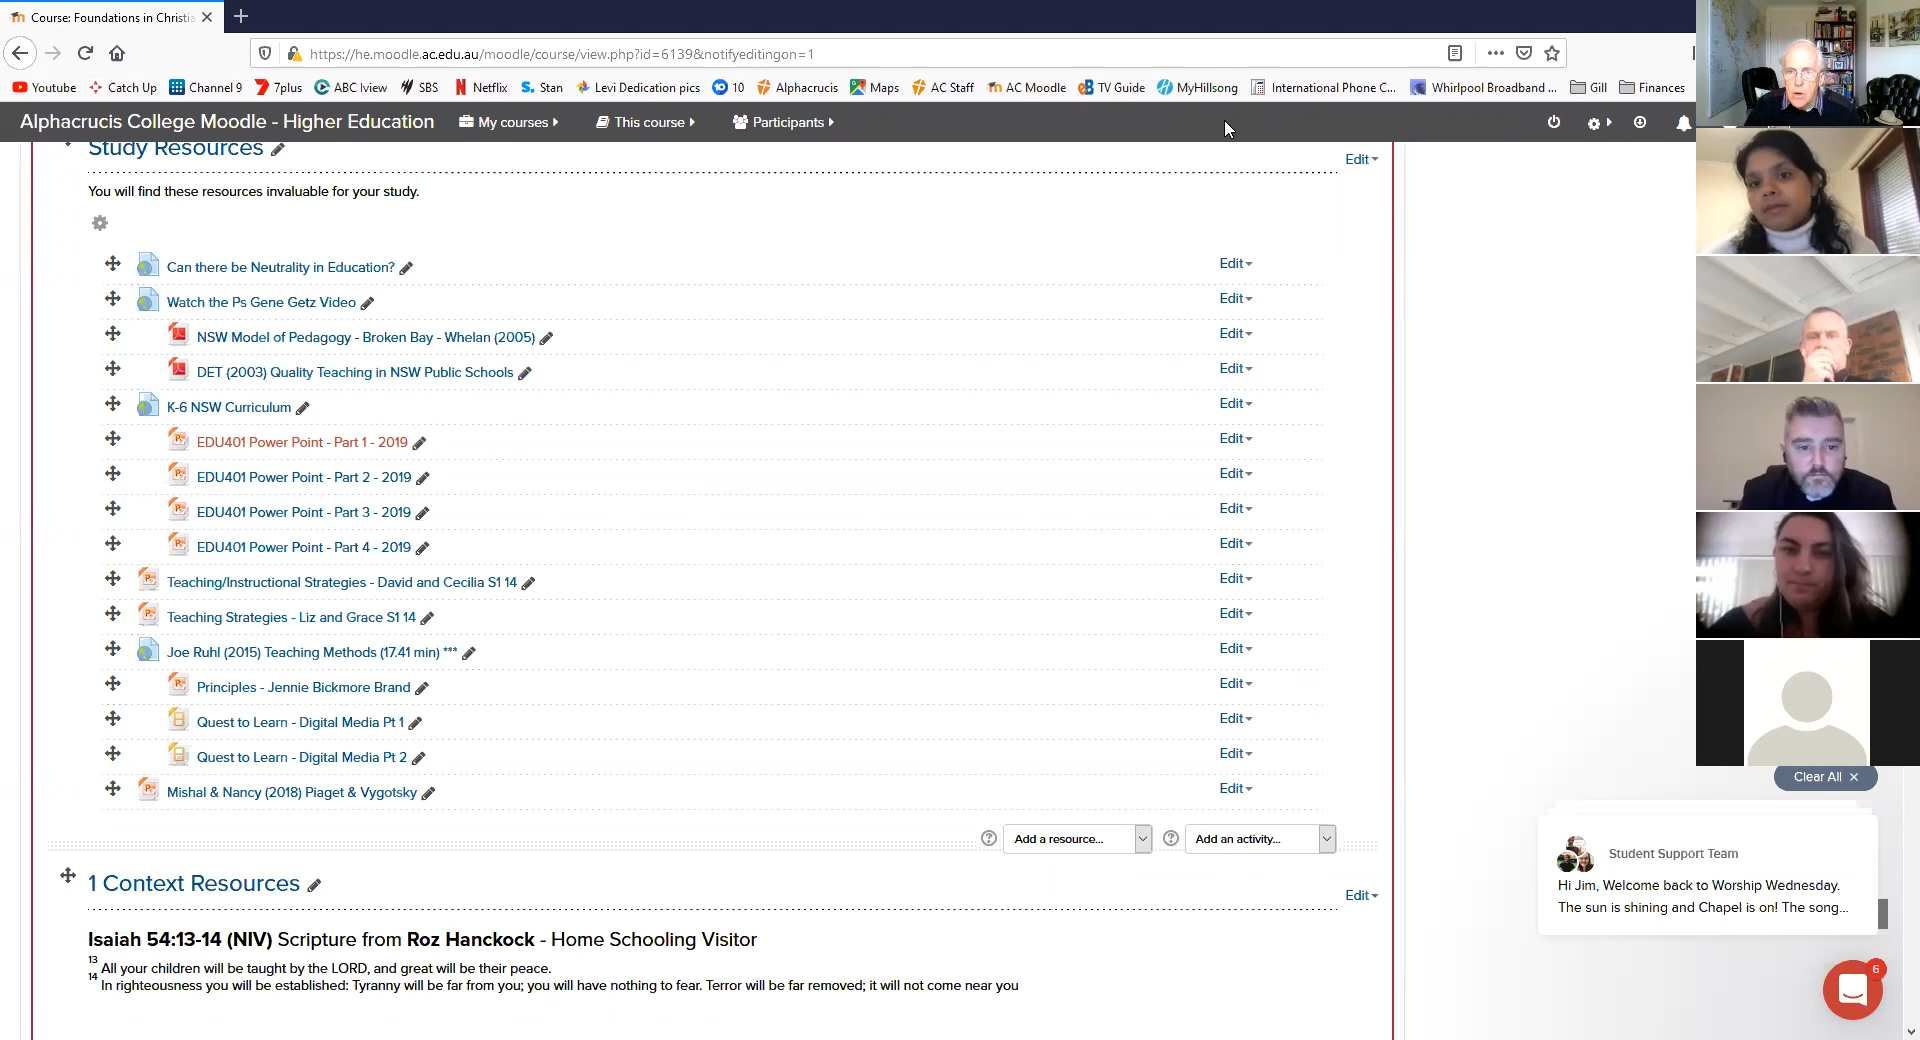 Course: Foundations in Christia
https://he.moodle.ac.edu.au/moodle/course/view.php?id=6139&notifyeditingon=1
Youtube Catch Up Channel 9 7plus ABC Iview SBS Netflix Stan Levi Dedication pics 10 Alphacrucis Maps AC Staff AC Moodle TV Guide MyHillsong International Phone C... Whirlpool Broadband ... Gill Finances
Alphacrucis College Moodle - Higher Education My courses This course Participants
Study Resources
Edit
You will find these resources invaluable for your study.
Can there be Neutrality in Education? Edit
Watch the Ps Gene Getz Video Edit
NSW Model of Pedagogy - Broken Bay - Whelan (2005) Edit
DET (2003) Quality Teaching in NSW Public Schools Edit
K-6 NSW Curriculum Edit
EDU401 Power Point - Part 1 - 2019 Edit
EDU401 Power Point - Part 2 - 2019 Edit
EDU401 Power Point - Part 3 - 2019 Edit
EDU401 Power Point - Part 4 - 2019 Edit
Teaching/Instructional Strategies - David and Cecilia S1 14 Edit
Teaching Strategies - Liz and Grace S1 14 Edit
Joe Ruhl (2015) Teaching Methods (17.41 min) *** Edit
Principles - Jennie Bickmore Brand Edit
Quest to Learn - Digital Media Pt 1 Edit
Quest to Learn - Digital Media Pt 2 Edit
Mishal & Nancy (2018) Piaget & Vygotsky Edit
Add a resource... Add an activity...
1 Context Resources
Edit
Isaiah 54:13-14 (NIV) Scripture from Roz Hanckock - Home Schooling Visitor
13 All your children will be taught by the LORD, and great will be their peace.
14 In righteousness you will be established: Tyranny will be far from you; you will have nothing to fear. Terror will be far removed; it will not come near you
Clear All ×
Student Support Team
Hi Jim, Welcome back to Worship Wednesday.
The sun is shining and Chapel is on! The song...
6